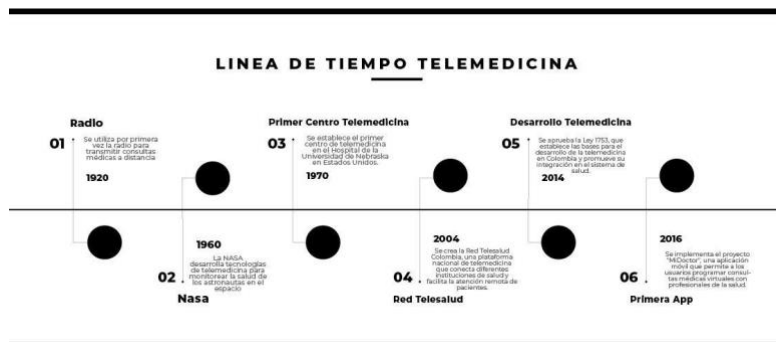 LINEA DE TIEMPO TELEMEDICINA
Radio
01
Se utiliza por primera
vez la radio para
transmitir consultas
médicas a distancia
1920
1960
La NASA
desarrolla tecnologías
de telemedicina para
monitorear la salud de
los astronautas en el
espacio
02
Nasa
Primer Centro Telemedicina
03
Se establece el primer
centro de telemedicina
en el Hospital de la
Universidad de Nebraska
en Estados Unidos.
1970
2004
Se crea la Red Telesalud
Colombia, una plataforma
nacional de telemedicina
que conecta diferentes
instituciones de salud y
facilita la atención remota de
pacientes.
04
Red Telesalud
Desarrollo Telemedicina
05
Se aprueba la Ley 1753, que
establece las bases para el
desarrollo de la telemedicina
en Colombia y promueve su
integración en el sistema de
salud.
2014
2016
Se implementa el proyecto
"MiDoctor", una aplicación
móvil que permite a los
usuarios programar consul-
tas médicas virtuales con
profesionales de la salud.
06
Primera App